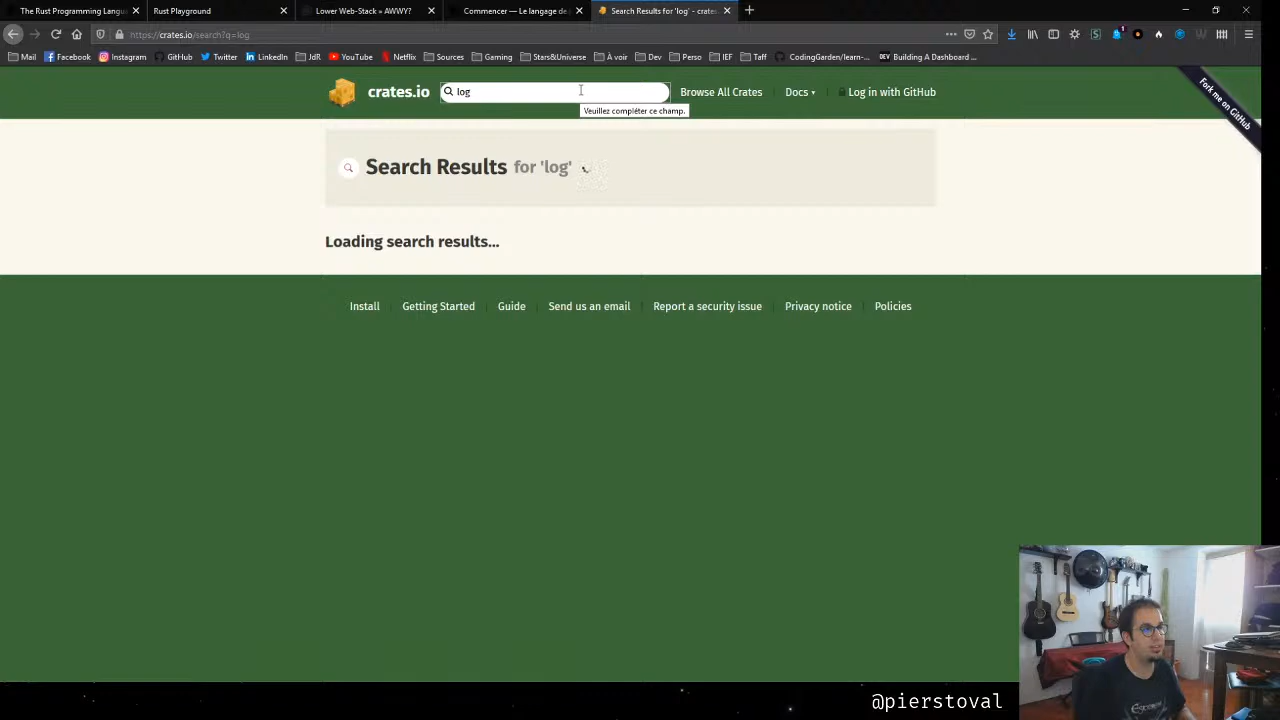 The Rust Programming Langu
Rust Playground
Lower Web-Stack » AWWY?
Commencer — Le langage de p
Search Results for 'log' - crates
https://crates.io/search?q=log
Mail
Facebook
Instagram
GitHub
Twitter
LinkedIn
JdR
YouTube
Netflix
Sources
Gaming
Stars&Universe
À voir
Dev
Perso
IEF
Taff
CodingGarden/learn-...
DEV Building A Dashboard ...
crates.io
log
Browse All Crates
Docs
Log in with GitHub
Veuillez compléter ce champ.
Fork me on GitHub
Search Results for 'log'
Loading search results...
Install
Getting Started
Guide
Send us an email
Report a security issue
Privacy notice
Policies
@pierstoval